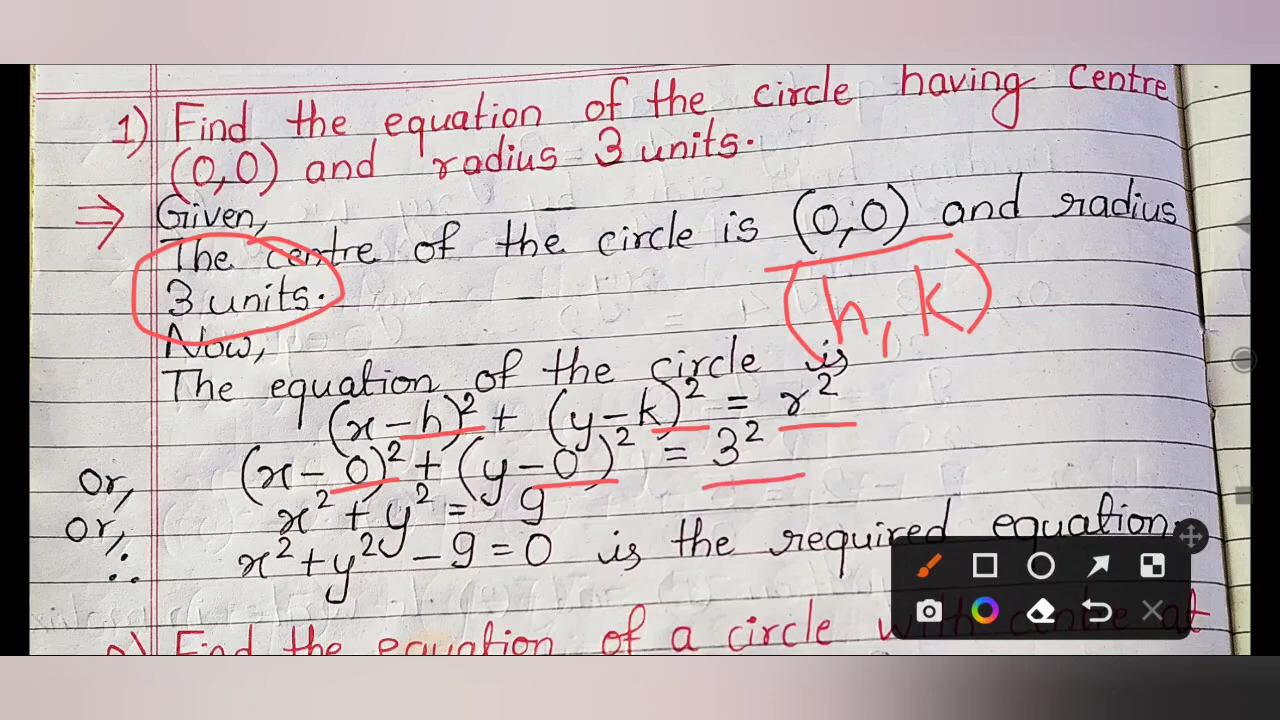 1) Find the equation of the circle having centre
(0,0) and radius 3 units.
⇒ Given,
The centre of the circle is (0,0) and radius
3 units.
(h, k)
Now,
The equation of the circle is
(x-h)² + (y-k)² = r²
or, (x-0)² + (y-0)² = 3²
or, x² + y² = 9
∴ x² + y² - 9 = 0 is the required equation.
Find the equation of a circle with centre at